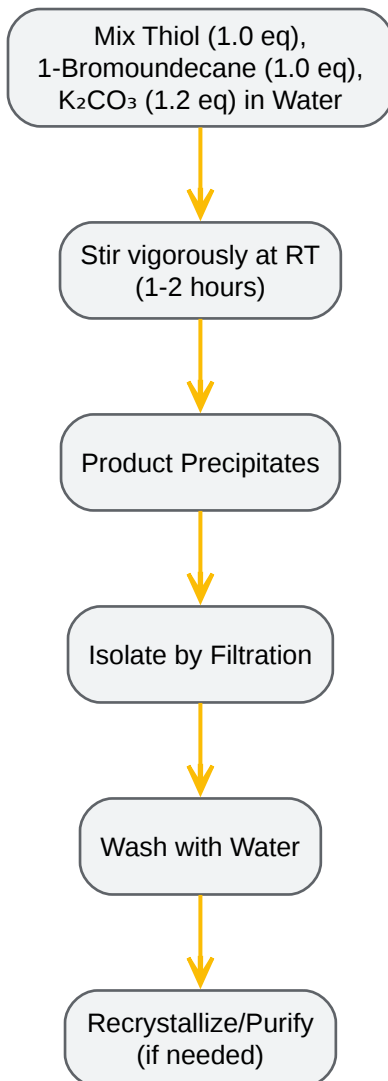 Mix Thiol (1.0 eq),
1-Bromoundecane (1.0 eq),
K₂CO₃ (1.2 eq) in Water
Stir vigorously at RT
(1-2 hours)
Product Precipitates
Isolate by Filtration
Wash with Water
Recrystallize/Purify
(if needed)